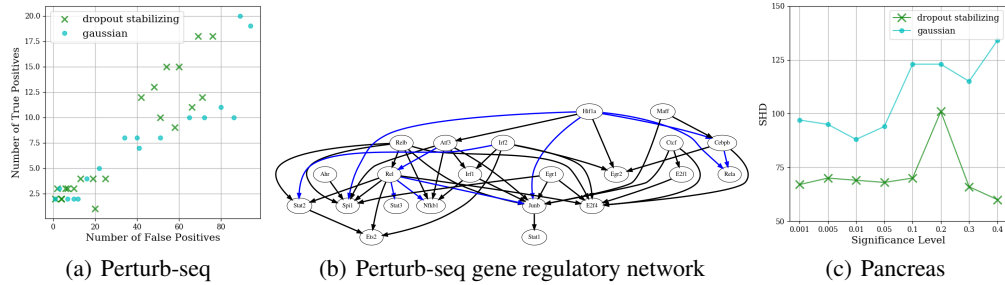 20.0
17.5
15.0
12.5
10.0
7.5
5.0
2.5
Number of True Positives
dropout stabilizing
gaussian
0 20 40 60 80
Number of False Positives
(a) Perturb-seq
Hif1a Maff
Relb Atf3 Irf2 Ctcf Cebpb
Ahr Rel Irf1 Egr1 Egr2 E2f1 Rela
Stat2 Spi1 Stat3 Nfkb1 Junb E2f4
Ets2 Stat1
(b) Perturb-seq gene regulatory network
150
125
100
75
50
SHD
dropout stabilizing
gaussian
0.001 0.005 0.01 0.05 0.1 0.2 0.3 0.4
Significance Level
(c) Pancreas